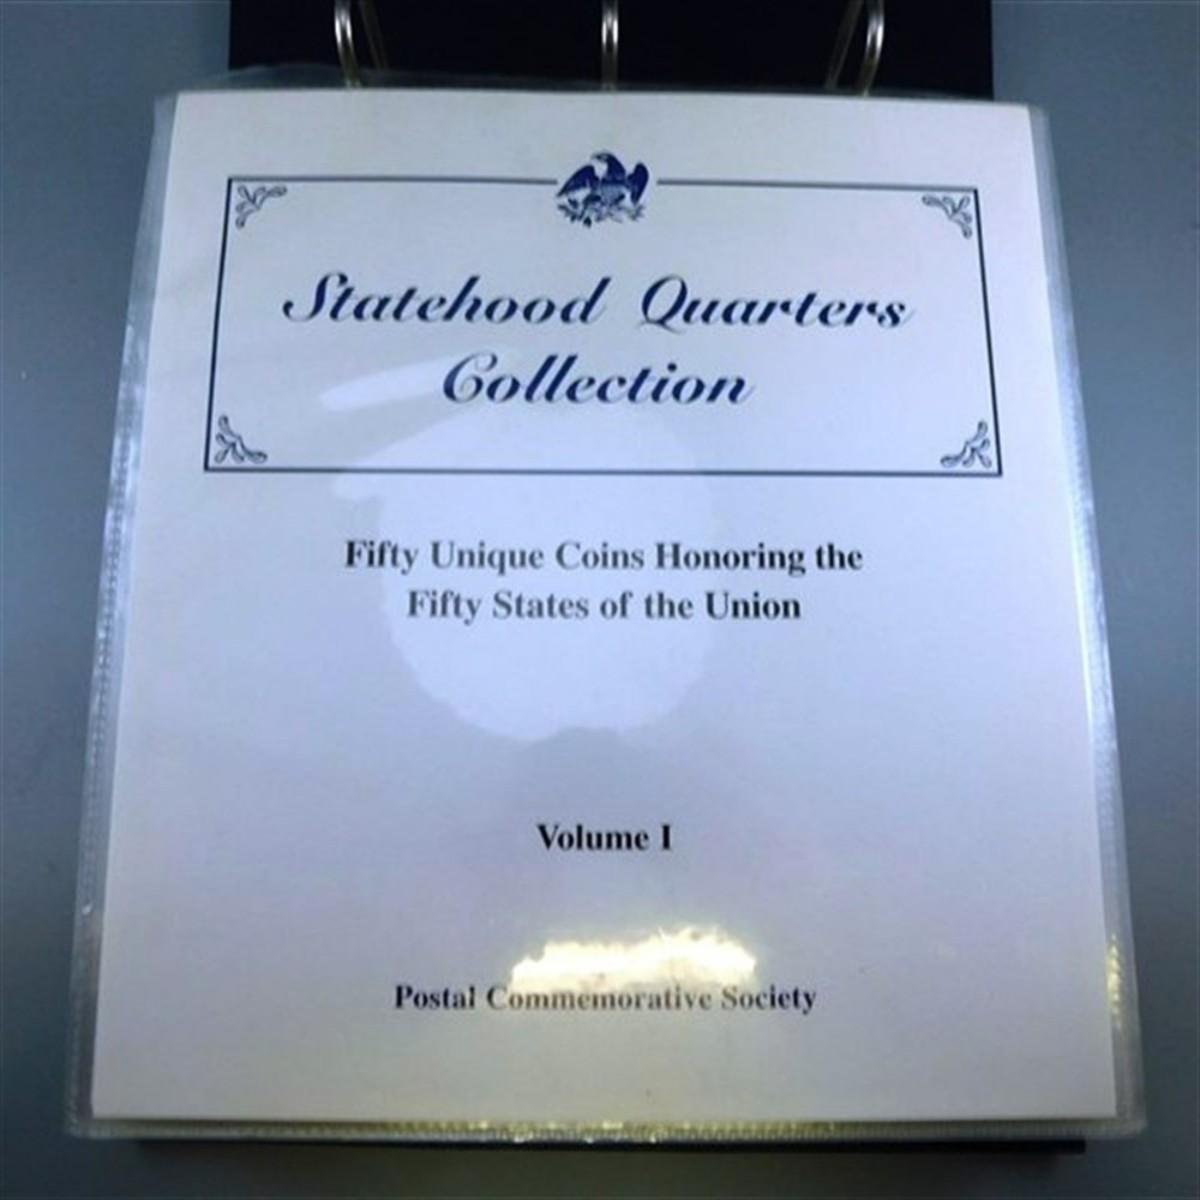 Statehood Quarters
Collection
Fifty Unique Coins Honoring the
Fifty States of the Union
Volume I
Postal Commemorative Society